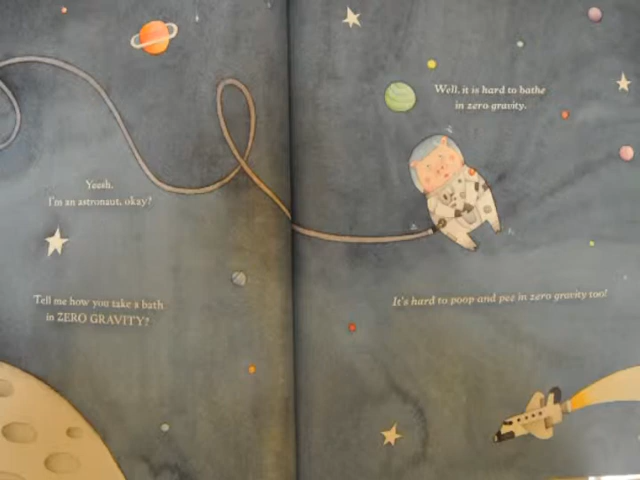 Yeash.
I'm an astronaut, okay?
Tell me how you take a bath
in ZERO GRAVITY?
Well, it is hard to bathe
in zero gravity.
It's hard to poop and pee in zero gravity too!